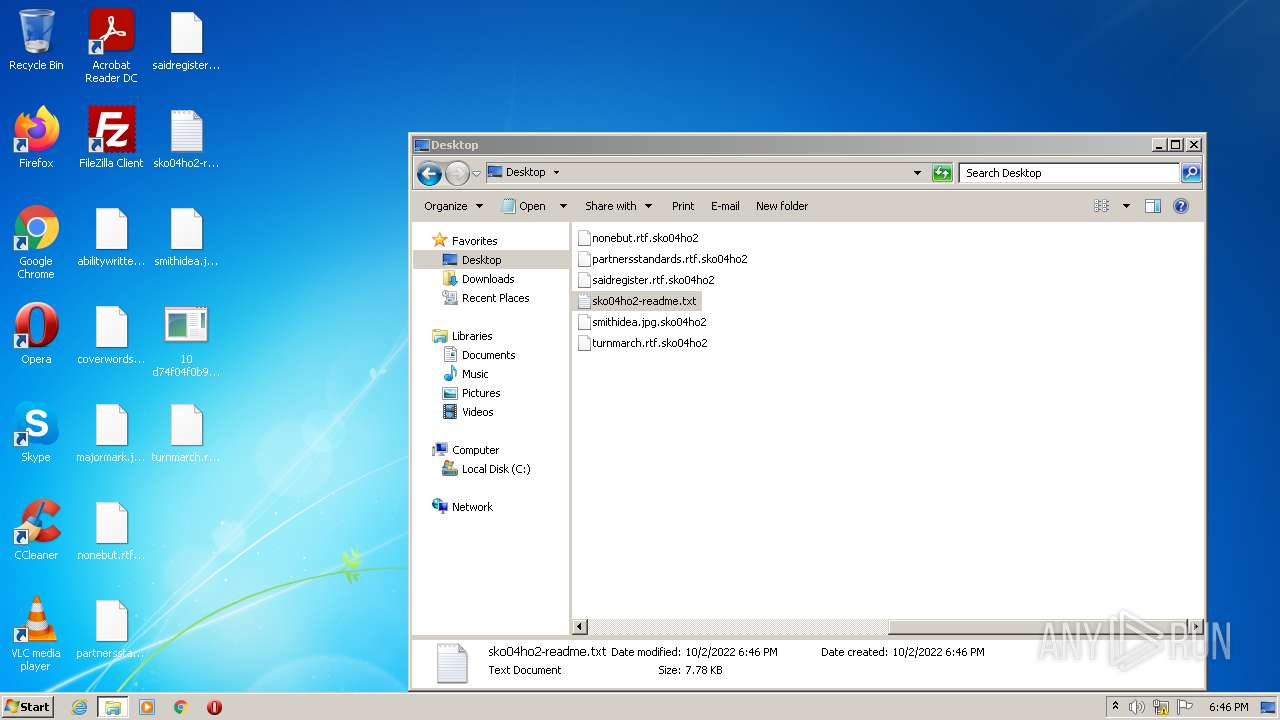 Recycle Bin
Acrobat
Reader DC
saidregister...
Firefox
FileZilla Client
sko04ho2-r...
Google
Chrome
abilitywritte...
smithidea.j...
Opera
coverwords...
10
d74f04f0b9...
Skype
majormark.j...
turnmarch.r...
CCleaner
nonebut.rtf...
VLC media
player
partnerssta...
Desktop
Desktop
Search Desktop
Organize
Open
Share with
Print
E-mail
New folder
Favorites
Desktop
Downloads
Recent Places
Libraries
Documents
Music
Pictures
Videos
Computer
Local Disk (C:)
Network
nonebut.rtf.sko04ho2
partnersstandards.rtf.sko04ho2
saidregister.rtf.sko04ho2
sko04ho2-readme.txt
smithidea.jpg.sko04ho2
turnmarch.rtf.sko04ho2
sko04ho2-readme.txt Date modified: 10/2/2022 6:46 PM Date created: 10/2/2022 6:46 PM
Text Document Size: 7.78 KB
ANY RUN
Start
6:46 PM